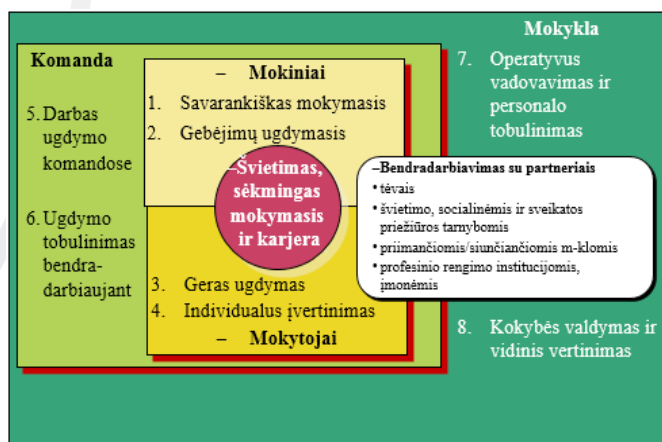 Mokykla
Komanda
5. Darbas
ugdymo
komandose
6. Ugdymo
tobulinimas
bendra-
darbiaujant
– Mokiniai
1. Savarankiškas mokymasis
2. Gebėjimų ugdymasis
–Švietimas,
sėkmingas
mokymasis
ir karjera
3. Geras ugdymas
4. Individualus įvertinimas
– Mokytojai
7. Operatyvus
vadovavimas ir
personalo
tobulinimas
–Bendradarbiavimas su partneriais
• tėvais
• švietimo, socialinėmis ir sveikatos
priežiūros tarnybomis
• priimančiomis/siunčiančiomis m-klomis
• profesinio rengimo institucijomis,
įmonėmis
8. Kokybės valdymas ir
vidinis vertinimas